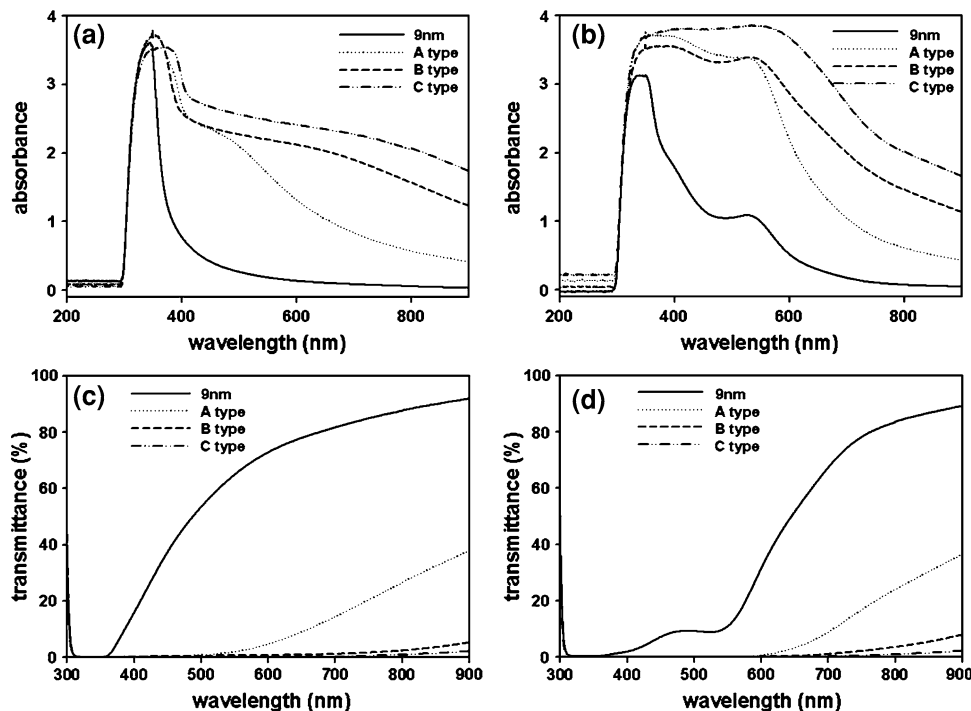 (a)
9nm
A type
B type
C type
4
3
2
1
0
absorbance
200 400 600 800
wavelength (nm)
(b)
9nm
A type
B type
C type
4
3
2
1
0
absorbance
200 400 600 800
wavelength (nm)
(c)
9nm
A type
B type
C type
100
80
60
40
20
0
transmittance (%)
300 400 500 600 700 800 900
wavelength (nm)
(d)
9nm
A type
B type
C type
100
80
60
40
20
0
transmittance (%)
300 400 500 600 700 800 900
wavelength (nm)